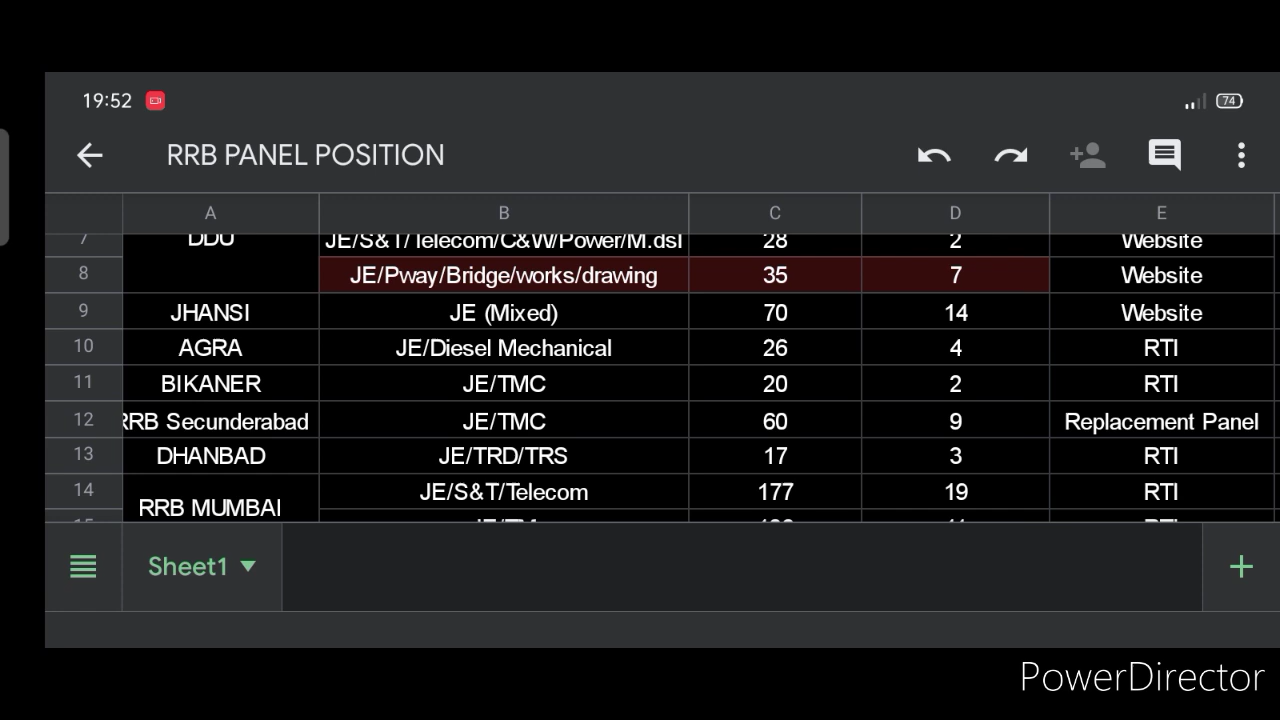 19:52 74
RRB PANEL POSITION
A B C D E
7 DDU JE/S&T/Telecom/C&W/Power/M.dsl 28 2 Website
8 JE/Pway/Bridge/works/drawing 35 7 Website
9 JHANSI JE (Mixed) 70 14 Website
10 AGRA JE/Diesel Mechanical 26 4 RTI
11 BIKANER JE/TMC 20 2 RTI
12 RRB Secunderabad JE/TMC 60 9 Replacement Panel
13 DHANBAD JE/TRD/TRS 17 3 RTI
14 RRB MUMBAI JE/S&T/Telecom 177 19 RTI
Sheet1
PowerDirector